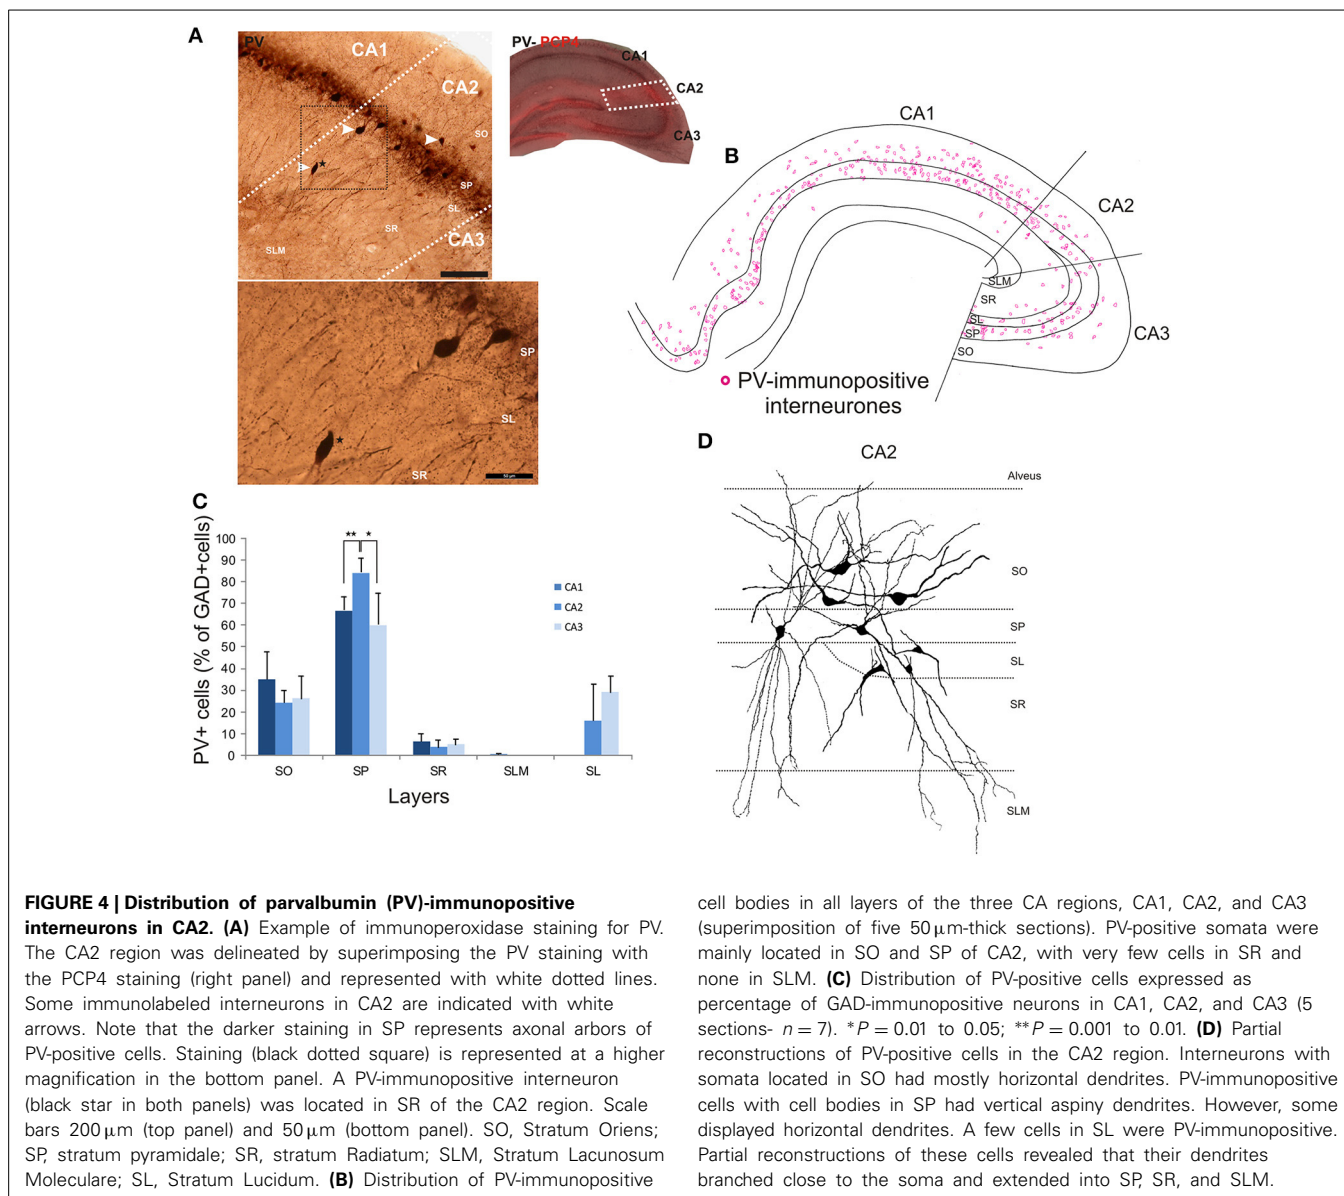 A
PV
CA1
CA2
SO
SP
SL
SR
CA3
SLM
PV- PCP4
CA1
CA2
CA3
SP
SL
SR
50 µm
B
CA1
CA2
CA3
SLM
SR
SL
SP
SO
PV-immunopositive
interneurones
C
PV+ cells (% of GAD+cells)
100
90
80
70
60
50
40
30
20
10
0
** *
CA1
CA2
CA3
SO SP SR SLM SL
Layers
D
CA2
Alveus
SO
SP
SL
SR
SLM
FIGURE 4 | Distribution of parvalbumin (PV)-immunopositive
interneurons in CA2. (A) Example of immunoperoxidase staining for PV.
The CA2 region was delineated by superimposing the PV staining with
the PCP4 staining (right panel) and represented with white dotted lines.
Some immunolabeled interneurons in CA2 are indicated with white
arrows. Note that the darker staining in SP represents axonal arbors of
PV-positive cells. Staining (black dotted square) is represented at a higher
magnification in the bottom panel. A PV-immunopositive interneuron
(black star in both panels) was located in SR of the CA2 region. Scale
bars 200 µm (top panel) and 50 µm (bottom panel). SO, Stratum Oriens;
SP, stratum pyramidale; SR, stratum Radiatum; SLM, Stratum Lacunosum
Moleculare; SL, Stratum Lucidum. (B) Distribution of PV-immunopositive
cell bodies in all layers of the three CA regions, CA1, CA2, and CA3
(superimposition of five 50 µm-thick sections). PV-positive somata were
mainly located in SO and SP of CA2, with very few cells in SR and
none in SLM. (C) Distribution of PV-positive cells expressed as
percentage of GAD-immunopositive neurons in CA1, CA2, and CA3 (5
sections- n = 7). *P = 0.01 to 0.05; **P = 0.001 to 0.01. (D) Partial
reconstructions of PV-positive cells in the CA2 region. Interneurons with
somata located in SO had mostly horizontal dendrites. PV-immunopositive
cells with cell bodies in SP had vertical aspiny dendrites. However, some
displayed horizontal dendrites. A few cells in SL were PV-immunopositive.
Partial reconstructions of these cells revealed that their dendrites
branched close to the soma and extended into SP, SR, and SLM.